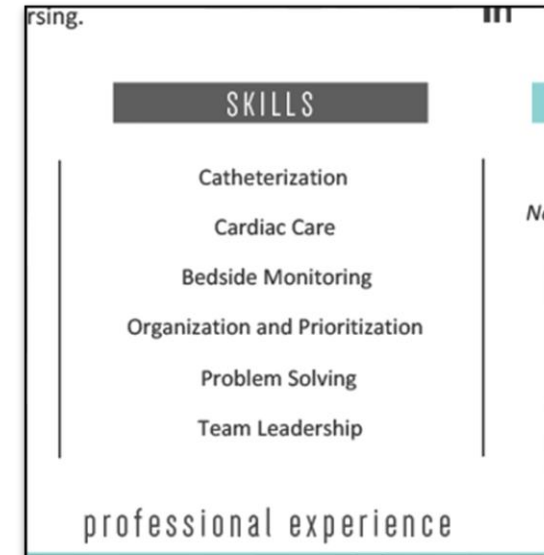 rsing.
SKILLS
Catheterization
Cardiac Care
Bedside Monitoring
Organization and Prioritization
Problem Solving
Team Leadership
professional experience